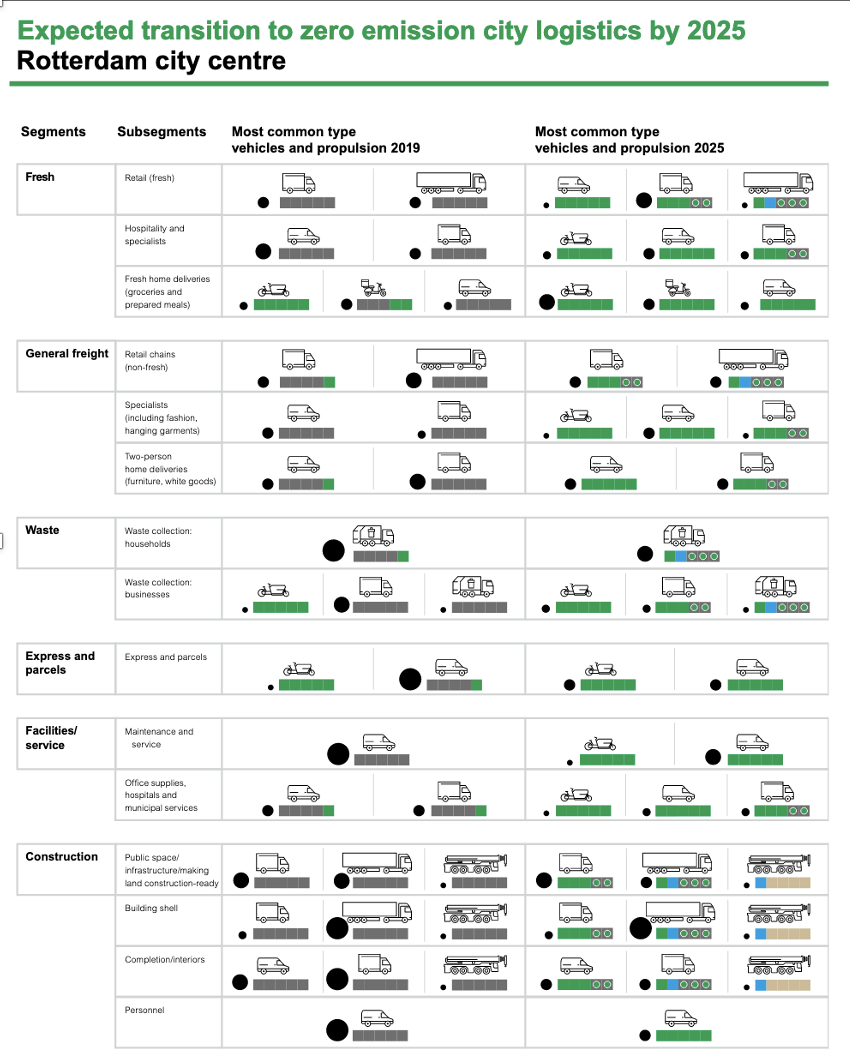 Expected transition to zero emission city logistics by 2025
Rotterdam city centre
Segments
Subsegments
Most common type
vehicles and propulsion 2019
Most common type
vehicles and propulsion 2025
Fresh
Retail (fresh)
Hospitality and
specialists
Fresh home deliveries
(groceries and
prepared meals)
General freight
Retail chains
(non-fresh)
Specialists
(including fashion,
hanging garments)
Two-person
home deliveries
(furniture, white goods)
Waste
Waste collection:
households
Waste collection:
businesses
Express and
parcels
Express and parcels
Facilities/
service
Maintenance and
service
Office supplies,
hospitals and
municipal services
Construction
Public space/
infrastructure/making
land construction-ready
Building shell
Completion/interiors
Personnel